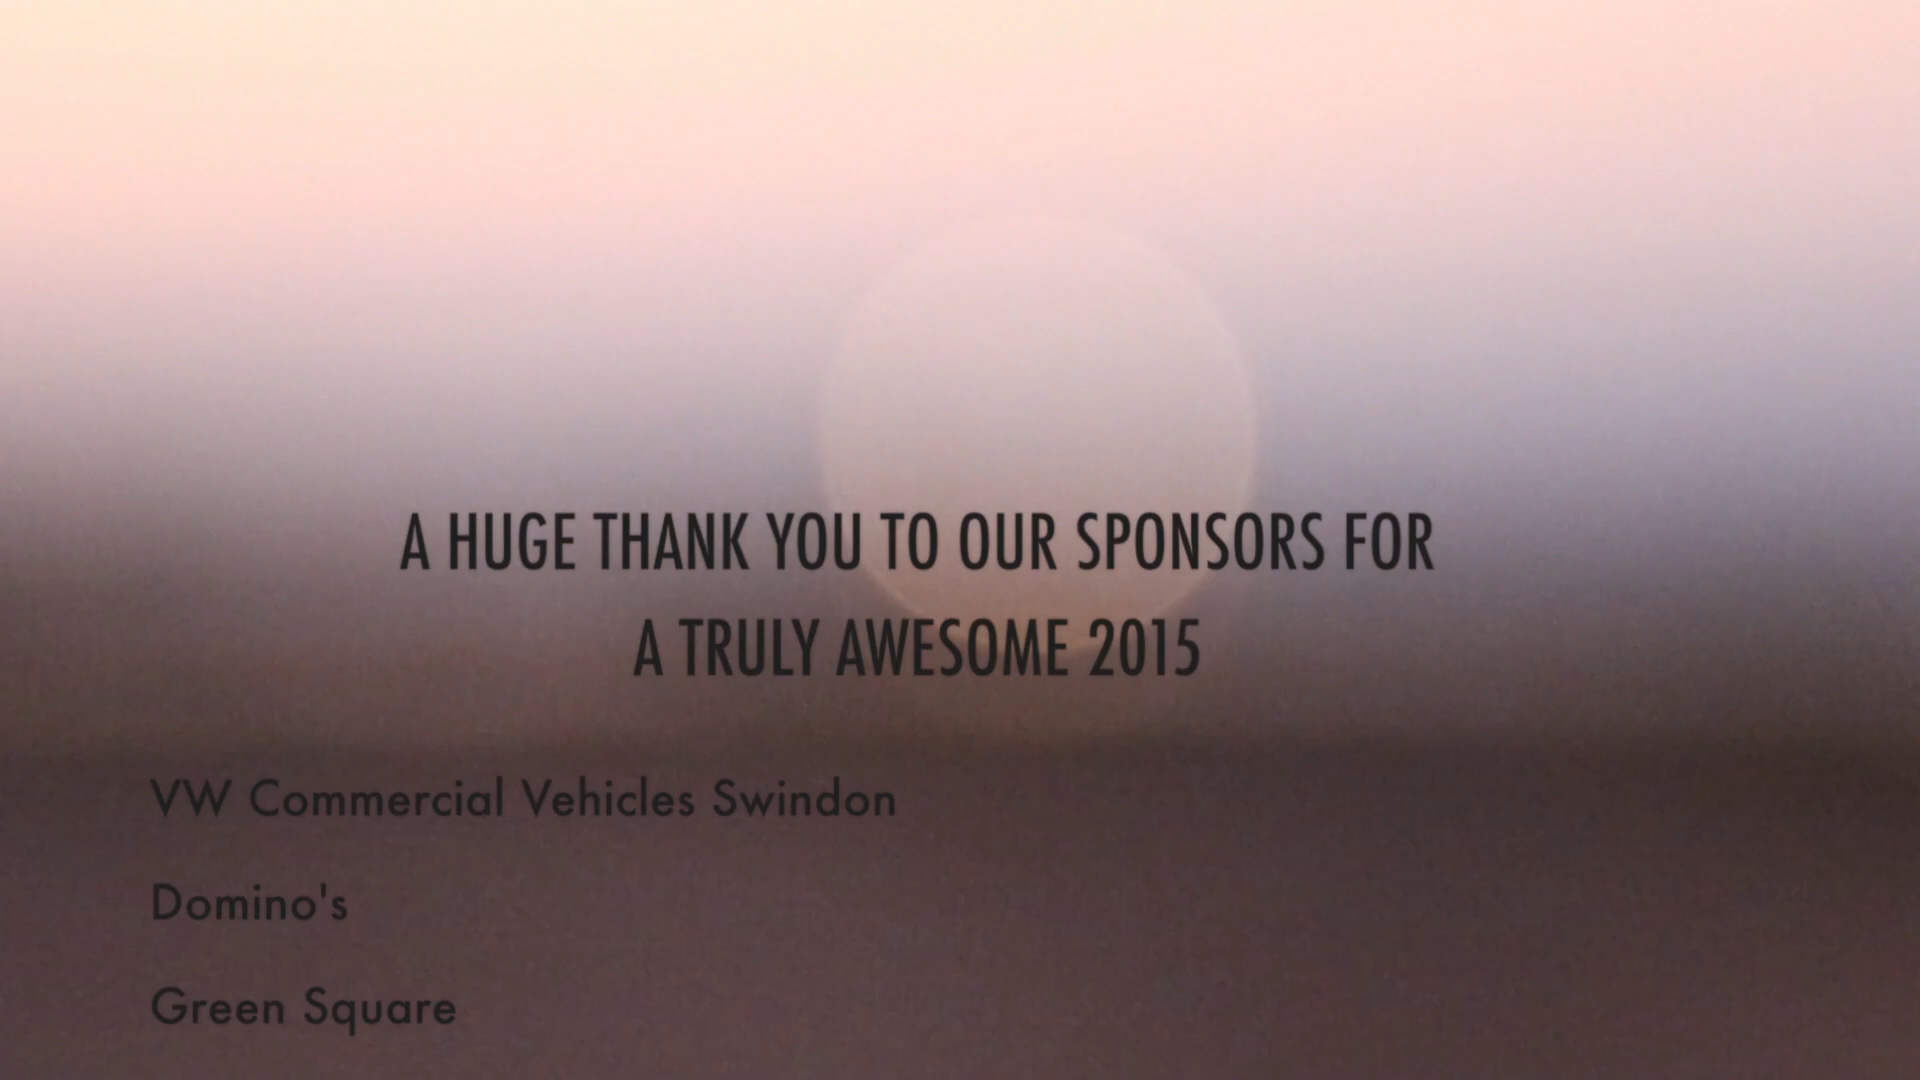 A HUGE THANK YOU TO OUR SPONSORS FOR
A TRULY AWESOME 2015
VW Commercial Vehicles Swindon
Domino's
Green Square